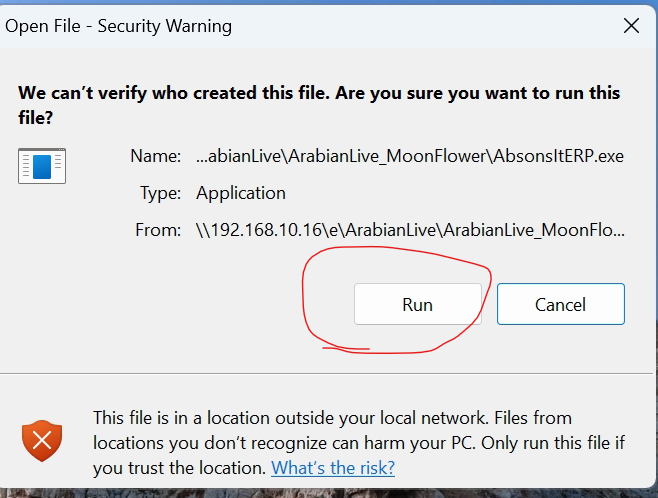 Open File - Security Warning
We can’t verify who created this file. Are you sure you want to run this
file?
Name: ...abianLive\ArabianLive_MoonFlower\AbsonsItERP.exe
Type: Application
From: \\192.168.10.16\e\ArabianLive\ArabianLive_MoonFlo...
Run Cancel
This file is in a location outside your local network. Files from
locations you don’t recognize can harm your PC. Only run this file if
you trust the location. What’s the risk?